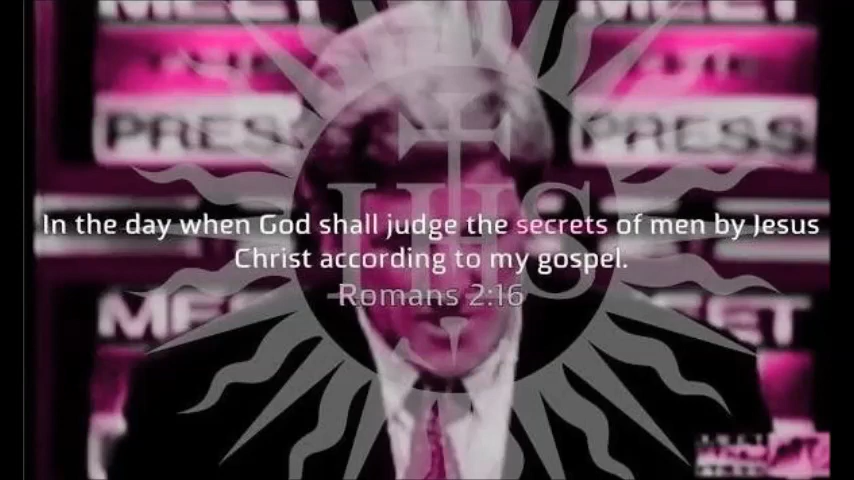 MEET MEET
PRESS PRESS
IHS
In the day when God shall judge the secrets of men by Jesus
Christ according to my gospel.
Romans 2:16
MEET MEET